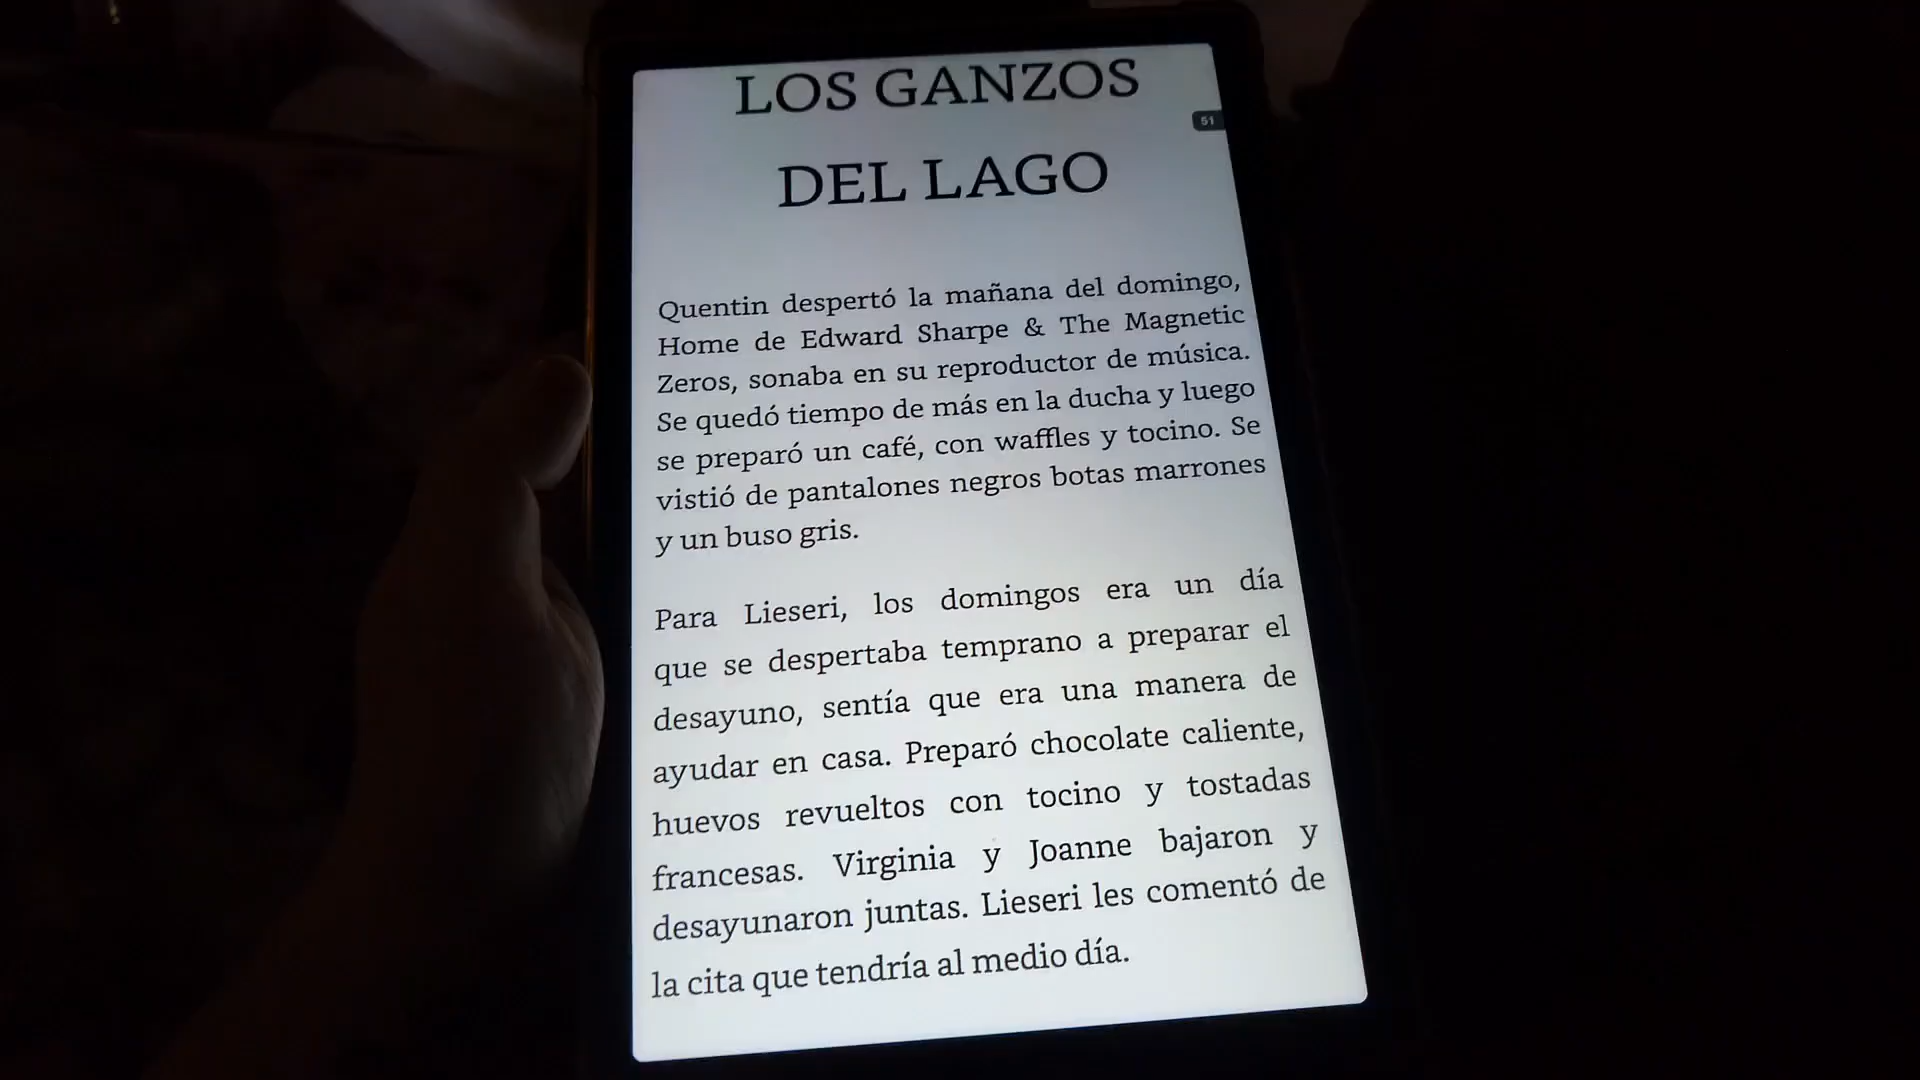 LOS GANZOS
51
DEL LAGO
Quentin despertó la mañana del domingo,
Home de Edward Sharpe & The Magnetic
Zeros, sonaba en su reproductor de música.
Se quedó tiempo de más en la ducha y luego
se preparó un café, con waffles y tocino. Se
vistió de pantalones negros botas marrones
y un buso gris.
Para Lieseri, los domingos era un día
que se despertaba temprano a preparar el
desayuno, sentía que era una manera de
ayudar en casa. Preparó chocolate caliente,
huevos revueltos con tocino y tostadas
francesas. Virginia y Joanne bajaron y
desayunaron juntas. Lieseri les comentó de
la cita que tendría al medio día.